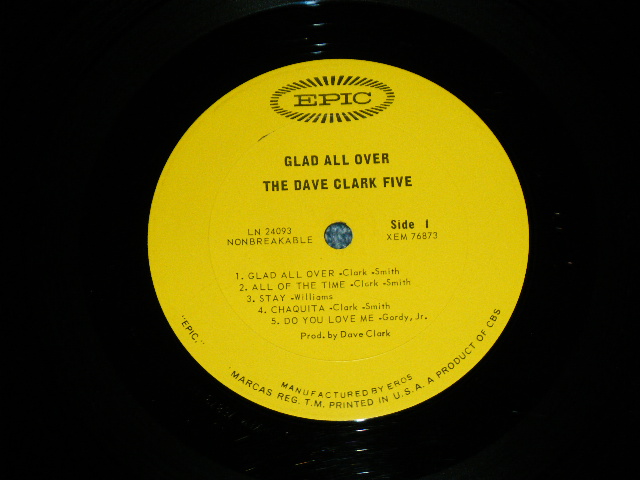 EPIC
GLAD ALL OVER
THE DAVE CLARK FIVE
LN 24093
NONBREAKABLE
Side 1
XEM 76873
1. GLAD ALL OVER -Clark -Smith
2. ALL OF THE TIME -Clark -Smith
3. STAY -Williams
4. CHAQUITA -Clark -Smith
5. DO YOU LOVE ME -Gordy, Jr.
Prod. by Dave Clark
MANUFACTURED BY EROS
"EPIC," MARCAS REG. T.M. PRINTED IN U.S.A. A PRODUCT OF CBS